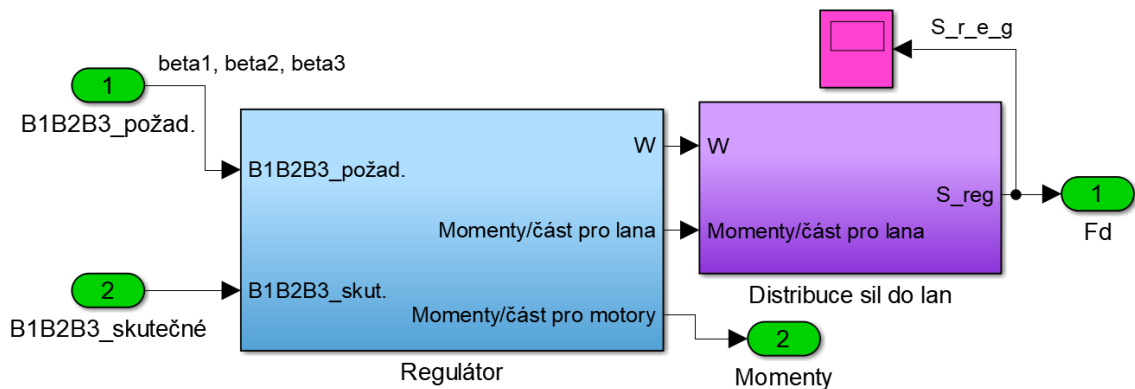 S_r_e_g
beta1, beta2, beta3
1
B1B2B3_požad.
W
W
B1B2B3_požad.
S_reg
1
Fd
Momenty/část pro lana
Momenty/část pro lana
2
B1B2B3_skutečné
B1B2B3_skut.
Distribuce sil do lan
Momenty/část pro motory
2
Regulátor
Momenty